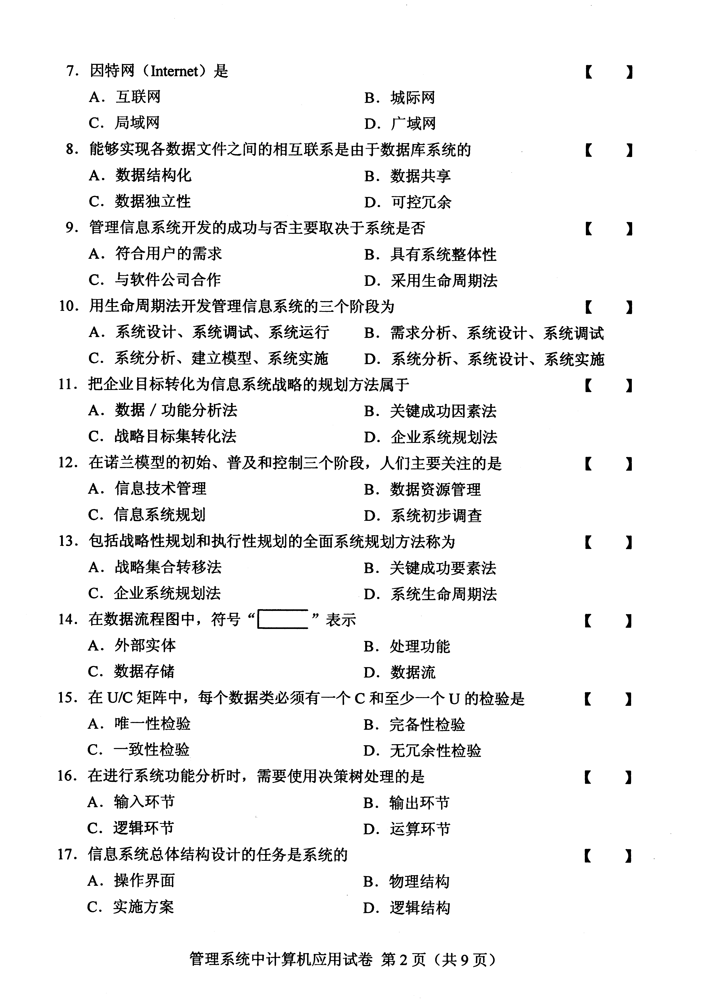 7. 因特网（Internet）是 【 】
A. 互联网 B. 城际网
C. 局域网 D. 广域网
8. 能够实现各数据文件之间的相互联系是由于数据库系统的 【 】
A. 数据结构化 B. 数据共享
C. 数据独立性 D. 可控冗余
9. 管理信息系统开发的成功与否主要取决于系统是否 【 】
A. 符合用户的需求 B. 具有系统整体性
C. 与软件公司合作 D. 采用生命周期法
10. 用生命周期法开发管理信息系统的三个阶段为 【 】
A. 系统设计、系统调试、系统运行 B. 需求分析、系统设计、系统调试
C. 系统分析、建立模型、系统实施 D. 系统分析、系统设计、系统实施
11. 把企业目标转化为信息系统战略的规划方法属于 【 】
A. 数据／功能分析法 B. 关键成功因素法
C. 战略目标集转化法 D. 企业系统规划法
12. 在诺兰模型的初始、普及和控制三个阶段，人们主要关注的是 【 】
A. 信息技术管理 B. 数据资源管理
C. 信息系统规划 D. 系统初步调查
13. 包括战略性规划和执行性规划的全面系统规划方法称为 【 】
A. 战略集合转移法 B. 关键成功要素法
C. 企业系统规划法 D. 系统生命周期法
14. 在数据流程图中，符号“ ”表示 【 】
A. 外部实体 B. 处理功能
C. 数据存储 D. 数据流
15. 在 U/C 矩阵中，每个数据类必须有一个 C 和至少一个 U 的检验是 【 】
A. 唯一性检验 B. 完备性检验
C. 一致性检验 D. 无冗余性检验
16. 在进行系统功能分析时，需要使用决策树处理的是 【 】
A. 输入环节 B. 输出环节
C. 逻辑环节 D. 运算环节
17. 信息系统总体结构设计的任务是系统的 【 】
A. 操作界面 B. 物理结构
C. 实施方案 D. 逻辑结构
管理系统中计算机应用试卷 第 2 页（共 9 页）